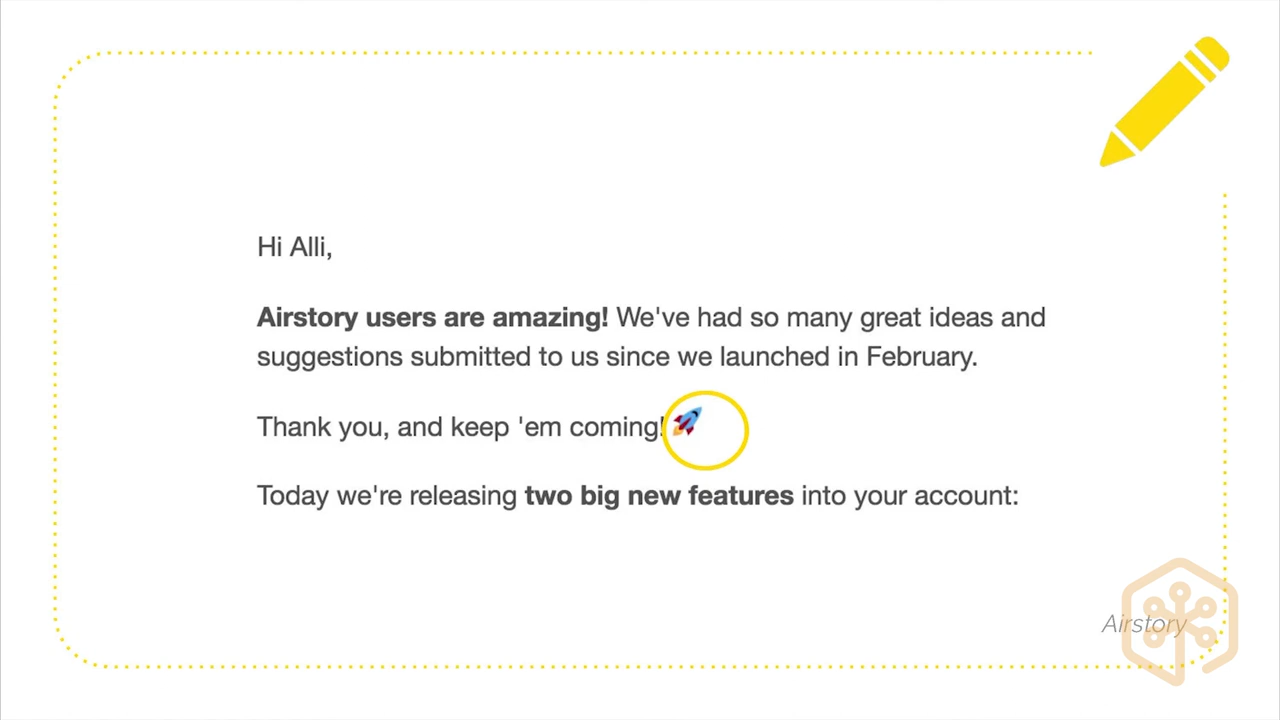 Hi Alli,
Airstory users are amazing! We've had so many great ideas and
suggestions submitted to us since we launched in February.
Thank you, and keep 'em coming!🚀
Today we're releasing two big new features into your account:
Airstory